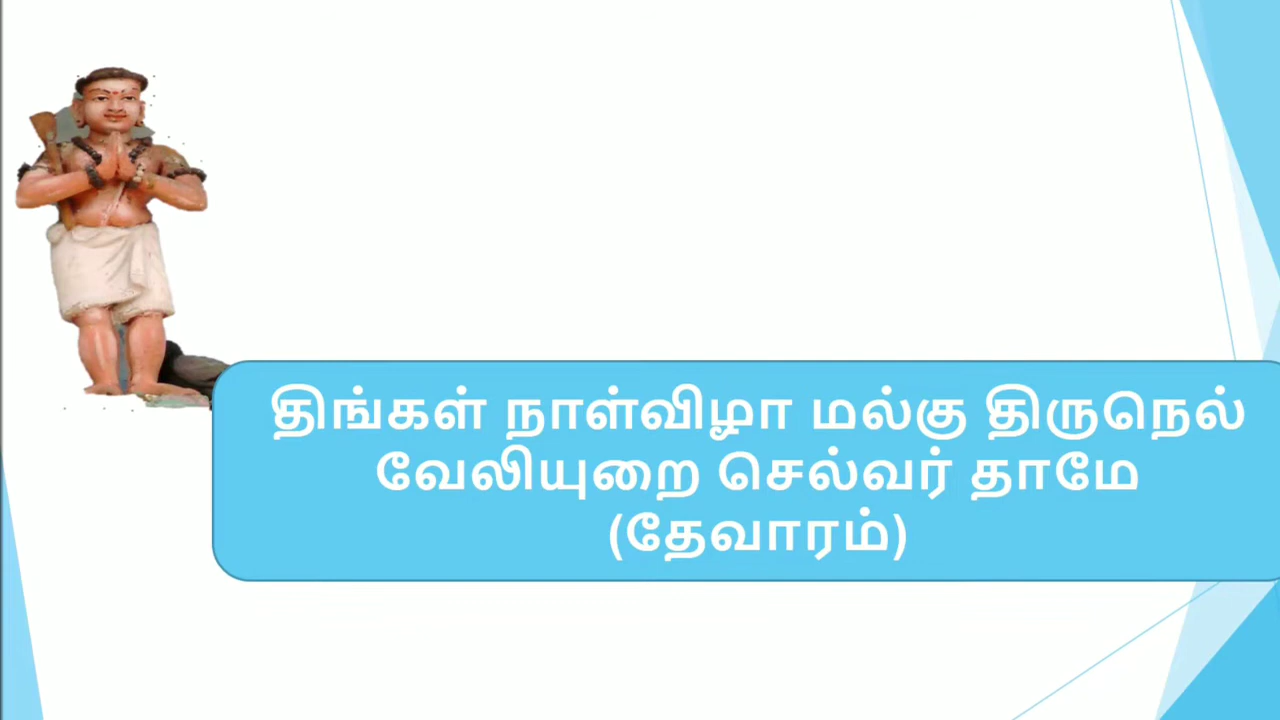 திங்கள் நாள்விழா மல்கு திருநெல்
வேலியுறை செல்வர் தாமே
(தேவாரம்)